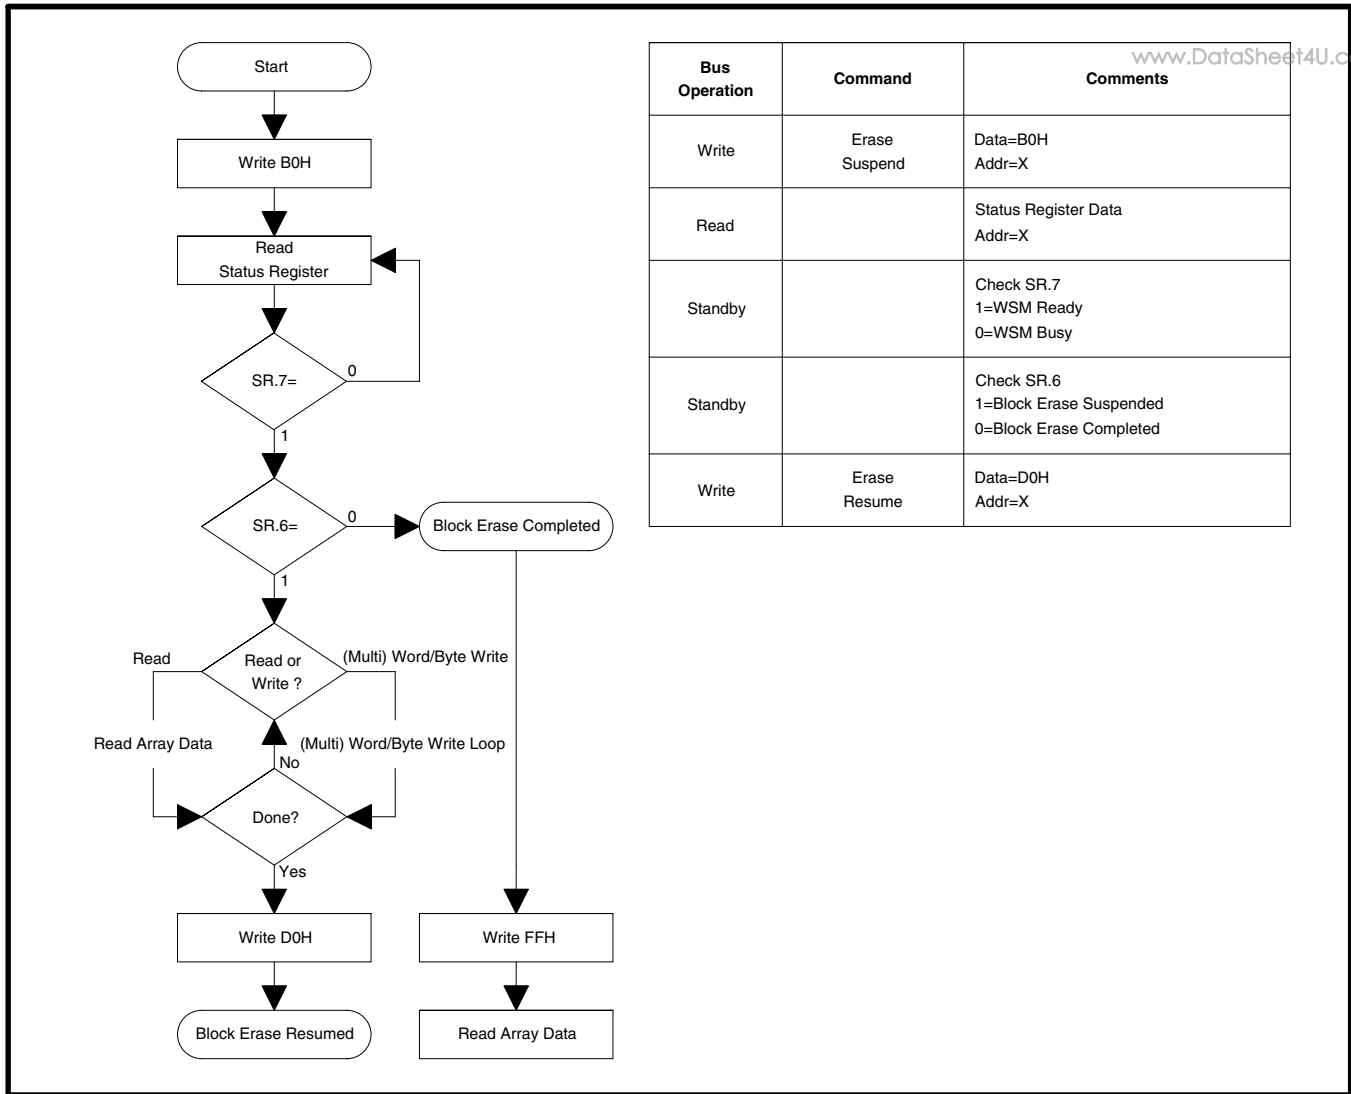 Start
Write B0H
Read
Status Register
SR.7=
0
1
SR.6=
0
Block Erase Completed
1
Read
Read or
Write ?
(Multi) Word/Byte Write
Read Array Data
(Multi) Word/Byte Write Loop
No
Done?
Yes
Write D0H
Write FFH
Block Erase Resumed
Read Array Data
www.DataSheet4U.c
Bus
Operation
Command
Comments
Write
Erase
Suspend
Data=B0H
Addr=X
Read
Status Register Data
Addr=X
Standby
Check SR.7
1=WSM Ready
0=WSM Busy
Standby
Check SR.6
1=Block Erase Suspended
0=Block Erase Completed
Write
Erase
Resume
Data=D0H
Addr=X